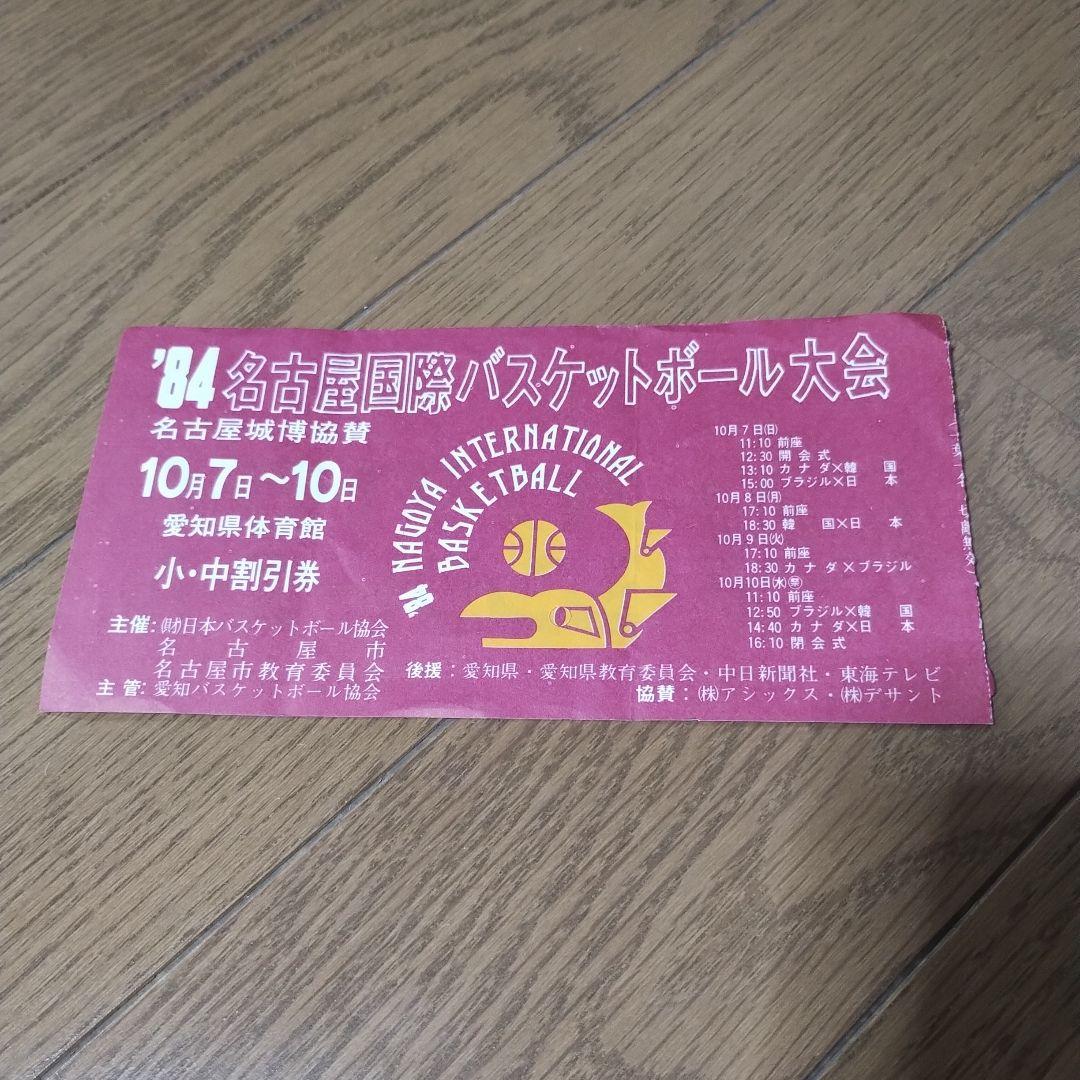 '84 名古屋国際バスケットボール大会
名古屋城博協賛
10月7日～10日
愛知県体育館
小・中割引券
主催：(財)日本バスケットボール協会
名古屋市
名古屋市教育委員会
主管：愛知バスケットボール協会
'84 NAGOYA INTERNATIONAL
BASKETBALL
10月7日(日)
11:10 前座
12:30 開会式
13:10 カナダ×韓国
15:00 ブラジル×日本
10月8日(月)
17:10 前座
18:30 韓国×日本
10月9日(火)
17:10 前座
18:30 カナダ×ブラジル
10月10日(水)㊗
11:10 前座
12:50 ブラジル×韓国
14:40 カナダ×日本
16:10 閉会式
後援：愛知県・愛知県教育委員会・中日新聞社・東海テレビ
協賛：(株)アシックス・(株)デサント